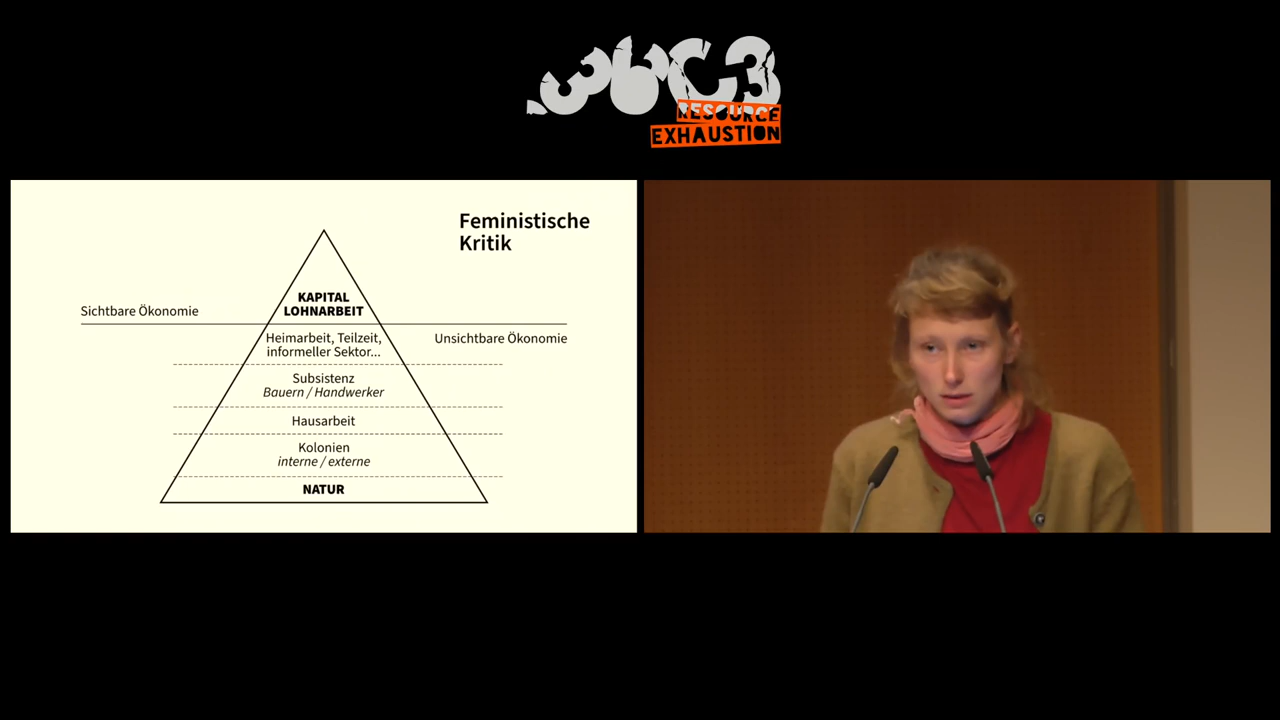 36C3
RESOURCE
EXHAUSTION
Feministische
Kritik
KAPITAL
LOHNARBEIT
Sichtbare Ökonomie
Heimarbeit, Teilzeit,
informeller Sektor...
Unsichtbare Ökonomie
Subsistenz
Bauern / Handwerker
Hausarbeit
Kolonien
interne / externe
NATUR